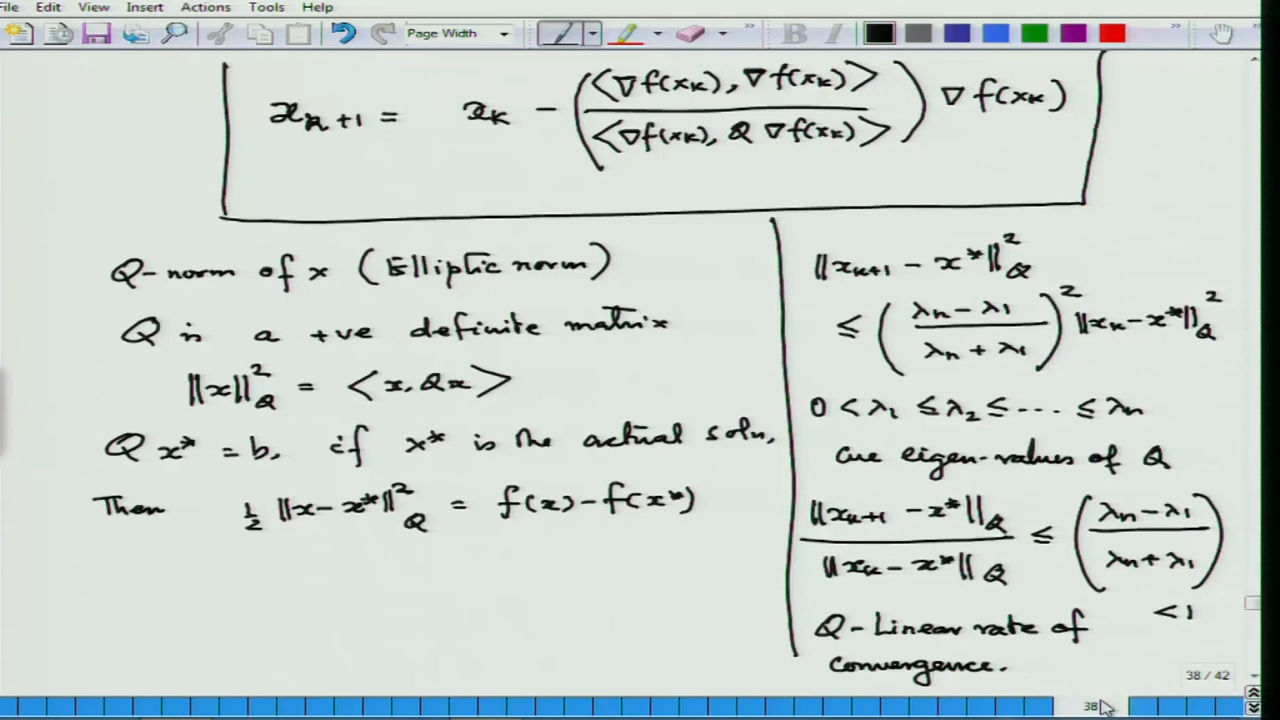 File Edit View Insert Actions Tools Help
Page Width
x_{k+1} = x_k - (<∇f(x_k), ∇f(x_k)> / <∇f(x_k), Q ∇f(x_k)>) ∇f(x_k)
Q-norm of x (Elliptic norm)
Q is a +ve definite matrix
||x||²_Q = <x, Qx>
Q x* = b, if x* is the actual soln,
Then ½ ||x - x*||²_Q = f(x) - f(x*)
||x_{k+1} - x*||²_Q
≤ ((λn - λ1) / (λn + λ1))² ||x_k - x*||²_Q
0 < λ1 ≤ λ2 ≤ ... ≤ λn
are eigen-values of Q
||x_{k+1} - x*||_Q / ||x_k - x*||_Q ≤ ((λn - λ1) / (λn + λ1))
< 1
Q-Linear rate of
convergence.
38 / 42
38